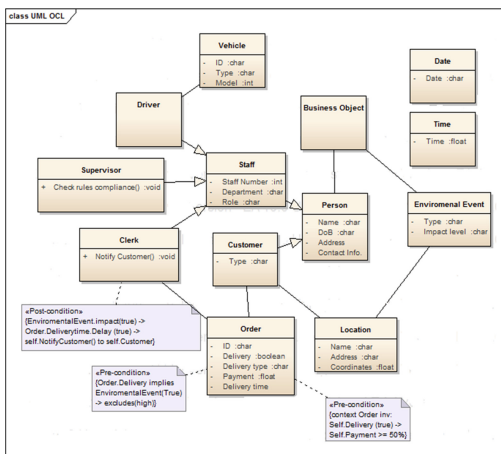 class UML OCL
Vehicle
- ID :char
- Type :char
- Model :int
Date
- Date :char
Driver
Business Object
Time
- Time :float
Supervisor
+ Check rules compliance() :void
Staff
- Staff Number :int
- Department :char
- Role :char
Person
- Name :char
- DoB :char
- Address
- Contact Info.
Enviromenal Event
- Type :char
- Impact level :char
Clerk
+ Notify Customer() :void
Customer
- Type :char
«Post-condition»
{EnviromentalEvent.impact(true) ->
Order.Deliverytime.Delay (true) ->
self.NotifyCustomer() to self.Customer}
Order
- ID :char
- Delivery :boolean
- Delivery type :char
- Payment :float
- Delivery time
Location
- Name :char
- Address :char
- Coordinates :float
«Pre-condition»
{Order.Delivery implies
EnviromentalEvent(True)
-> excludes(high)}
«Pre-condition»
{context Order inv:
Self.Delivery (true) ->
Self.Payment >= 50%}